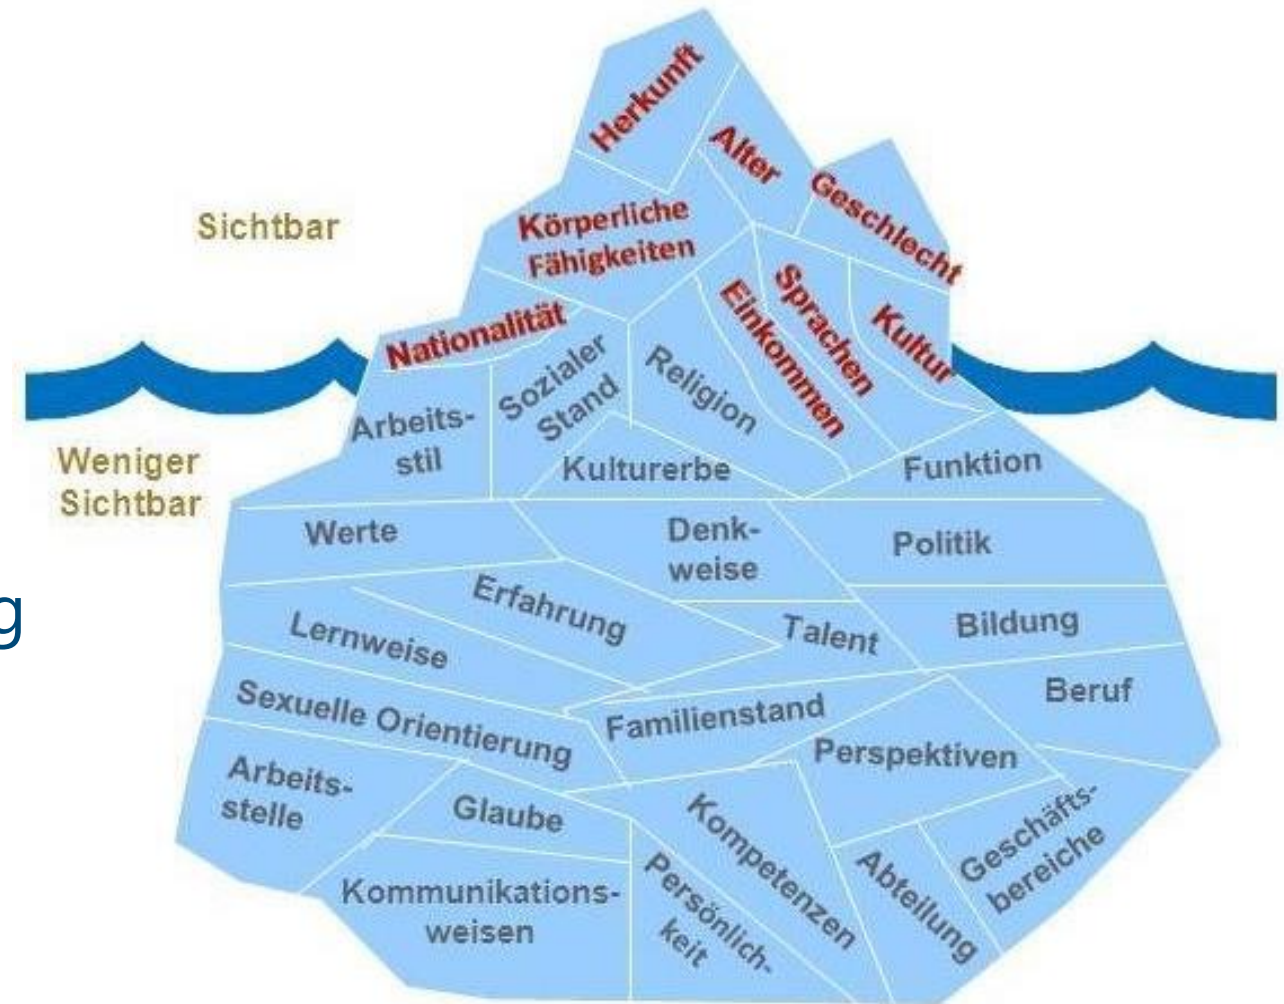 Herkunft
Alter
Geschlecht
Sichtbar
Körperliche
Fähigkeiten
Nationalität
Einkommen
Sprachen
Kultur
Sozialer
Stand
Religion
Arbeits-
stil
Kulturerbe
Funktion
Weniger
Sichtbar
Werte
Denk-
weise
Politik
Erfahrung
Lernweise
Talent
Bildung
g
Sexuelle Orientierung
Familienstand
Beruf
Perspektiven
Arbeits-
stelle
Glaube
Kompetenzen
Geschäfts-
bereiche
Abteilung
Persönlich-
keit
Kommunikations-
weisen